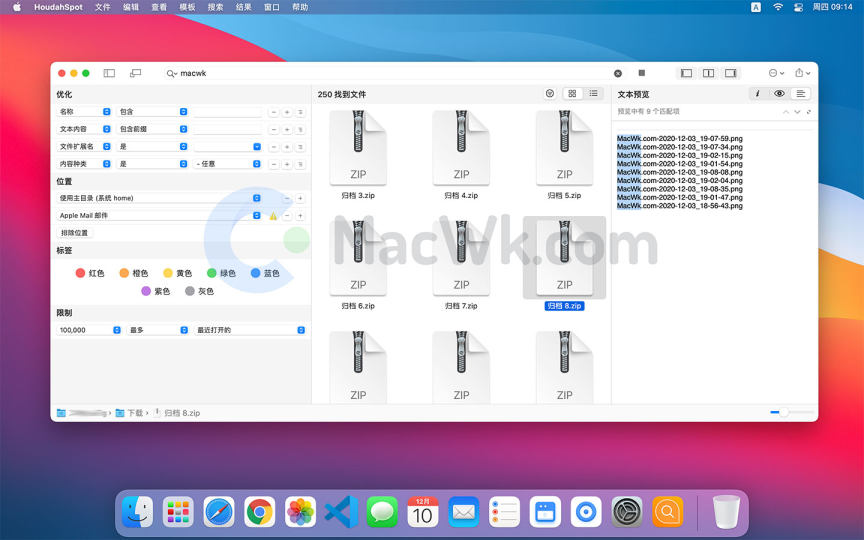 HoudahSpot 文件 编辑 查看 模板 搜索 结果 窗口 帮助 A 周四 09:14
macwk
优化 250 找到文件 文本预览
名称 包含
预览中有 9 个匹配项
文本内容 包含前缀
文件扩展名 是
内容种类 是 - 任意
位置
使用主目录 (系统 home)
Apple Mail 邮件
排除位置
标签
红色 橙色 黄色 绿色 蓝色
紫色 灰色
限制
100,000 最多 最近打开的
ZIP ZIP ZIP
归档 3.zip 归档 4.zip 归档 5.zip
ZIP ZIP ZIP
归档 6.zip 归档 7.zip 归档 8.zip
ZIP ZIP ZIP
MacWk.com-2020-12-03_19-07-59.png
MacWk.com-2020-12-03_19-07-34.png
MacWk.com-2020-12-03_19-02-15.png
MacWk.com-2020-12-03_19-01-54.png
MacWk.com-2020-12-03_19-08-08.png
MacWk.com-2020-12-03_19-02-04.png
MacWk.com-2020-12-03_19-08-35.png
MacWk.com-2020-12-03_19-01-47.png
MacWk.com-2020-12-03_18-56-43.png
MacWk.com
下载 归档 8.zip
12月
10